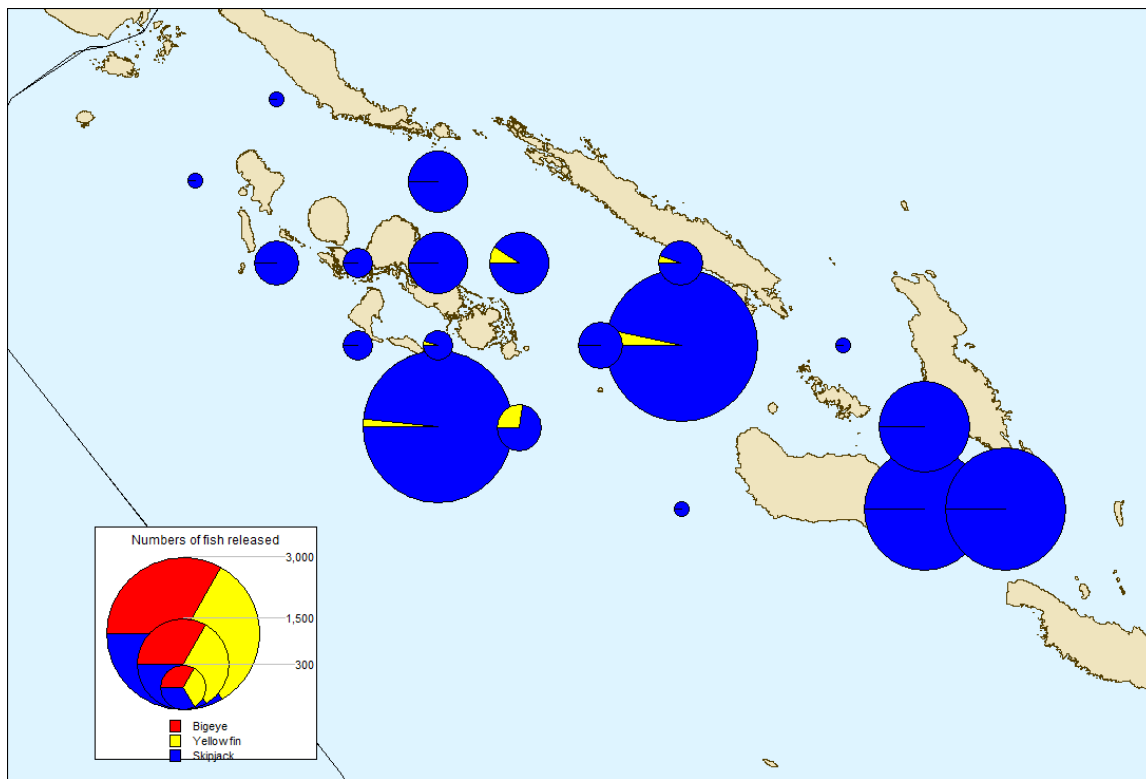 Numbers of fish released
3,000
1,500
300
Bigeye
Yellowfin
Skipjack